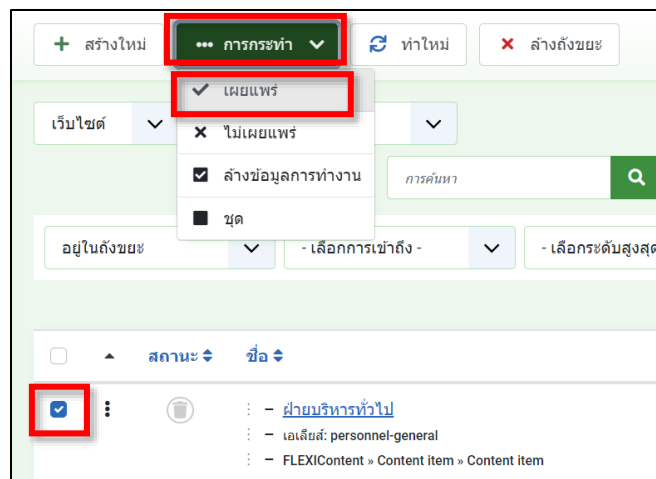 + สร้างใหม่ ••• การกระทำ ทำใหม่ × ล้างถังขยะ
เผยแพร่
เว็บไซต์
ไม่เผยแพร่
ล้างข้อมูลการทำงาน
การค้นหา
ชุด
อยู่ในถังขยะ - เลือกการเข้าถึง - - เลือกระดับสูงสุด
สถานะ ชื่อ
– ฝ่ายบริหารทั่วไป
– เอเลียส: personnel-general
– FLEXIContent » Content item » Content item